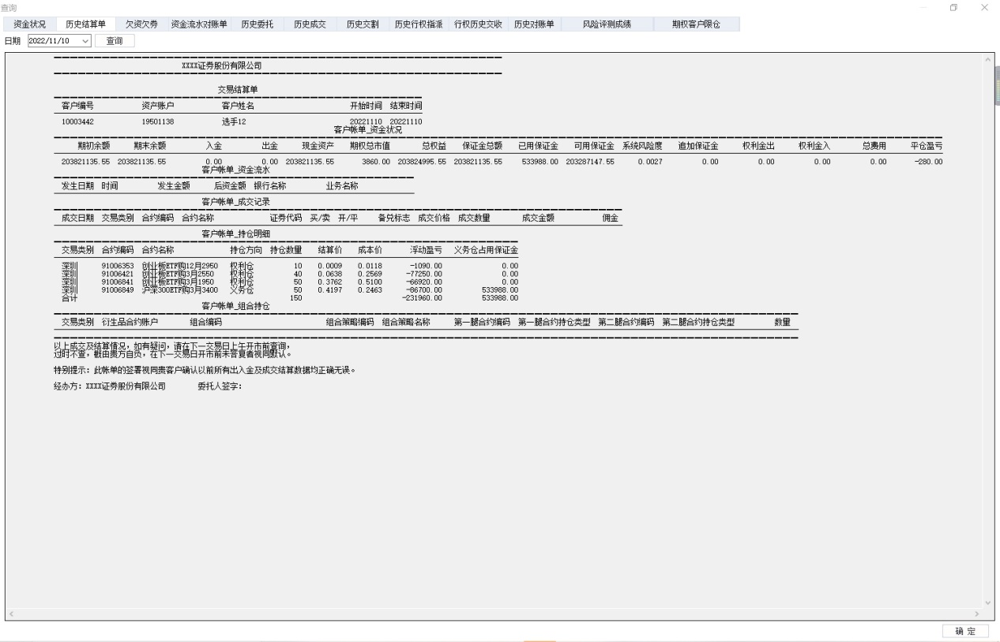 查询
资金状况 历史结算单 欠资欠券 资金流水对账单 历史委托 历史成交 历史交割 历史行权指派 行权历史交收 历史对账单 风险评测成绩 期权客户限仓
日期 2022/11/10 查询
XXXX证券股份有限公司
交易结算单
客户编号 资产账户 客户姓名 开始时间 结束时间
10003442 19501138 选手12 20221110 20221110
客户帐单_资金状况
期初余额 期末余额 入金 出金 现金资产 期权总市值 总权益 保证金总额 已用保证金 可用保证金 系统风险度 追加保证金 权利金出 权利金入 总费用 平仓盈亏
203821135.55 203821135.55 0.00 0.00 203821135.55 3860.00 203824995.55 203821135.55 533988.00 203287147.55 0.0027 0.00 0.00 0.00 0.00 -280.00
客户帐单_资金流水
发生日期 时间 发生金额 后资金额 银行名称 业务名称
客户帐单_成交记录
成交日期 交易类别 合约编码 合约名称 证券代码 买/卖 开/平 备兑标志 成交价格 成交数量 成交金额 佣金
客户帐单_持仓明细
交易类别 合约编码 合约名称 持仓方向 持仓数量 结算价 成本价 浮动盈亏 义务仓占用保证金
深圳 91006353 创业板ETF购12月2950 权利仓 10 0.0009 0.0118 -1090.00 0.00
深圳 91006421 创业板ETF购3月2550 权利仓 40 0.0638 0.2569 -77250.00 0.00
深圳 91006841 创业板ETF购3月1950 权利仓 50 0.3762 0.5100 -66920.00 0.00
深圳 91006849 沪深300ETF购3月3400 义务仓 50 0.4197 0.2463 -86700.00 533988.00
合计 150 -231960.00 533988.00
客户帐单_组合持仓
交易类别 衍生品合约账户 组合编码 组合策略编码 组合策略名称 第一腿合约编码 第一腿合约持仓类型 第二腿合约编码 第二腿合约持仓类型 数量
以上成交及结算情况，如有疑问，请在下一交易日上午开市前查询，
过时不查，概由贵方自负，在下一交易日开市前未答复者视同默认。
特别提示：此帐单的签署视同贵客户确认以前所有出入金及成交结算数据均正确无误。
经办方：XXXX证券股份有限公司 委托人签字：
确 定